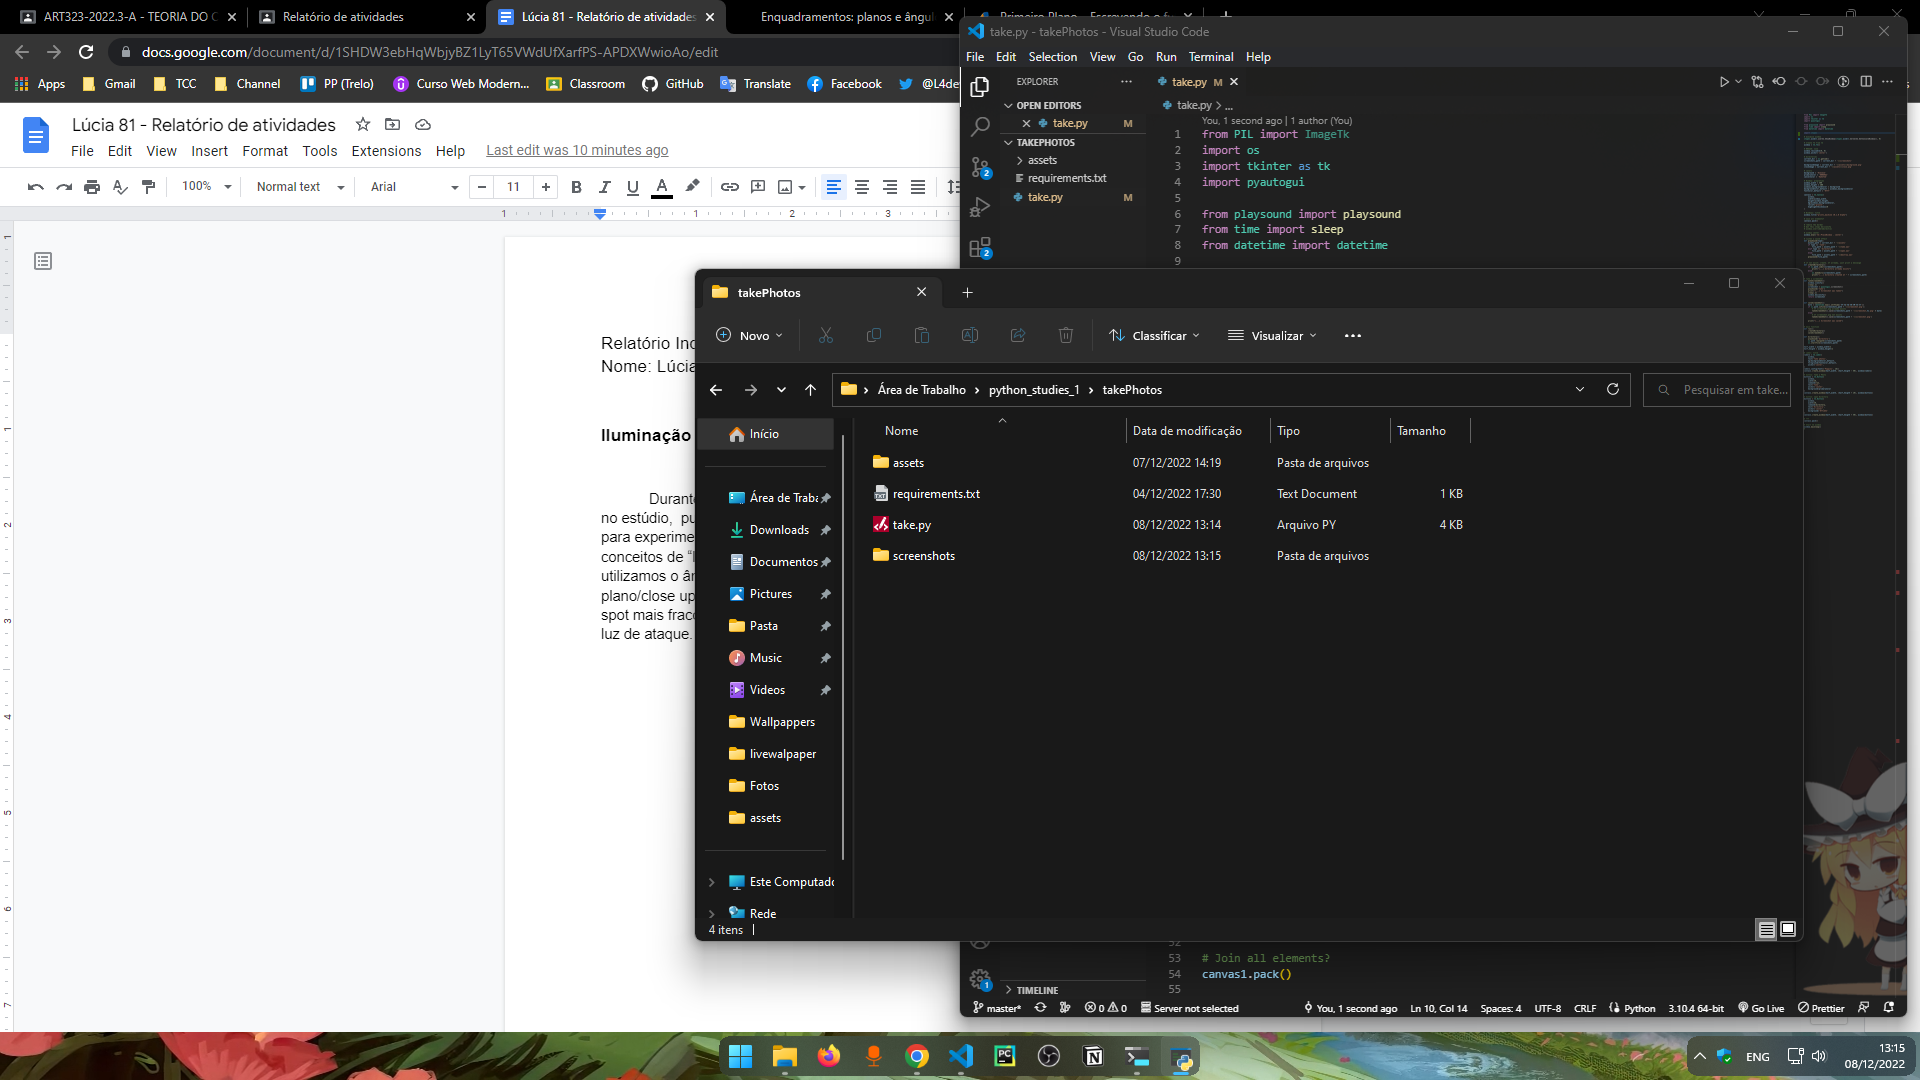 ART323-2022.3-A - TEORIA DO C
Relatório de atividades
Lúcia 81 - Relatório de atividades
Enquadramentos: planos e ângul
docs.google.com/document/d/1SHDW3ebHqWbjyBZ1LyT65VWdUfXarfPS-APDXWwioAo/edit
Apps
Gmail
TCC
Channel
PP (Trelo)
Curso Web Modern...
Classroom
GitHub
Translate
Facebook
@L4de
Lúcia 81 - Relatório de atividades
File Edit View Insert Format Tools Extensions Help Last edit was 10 minutes ago
100% Normal text Arial 11
Relatório Ind
Nome: Lúcia
Iluminação
Durante
no estúdio, pu
para experime
conceitos de “l
utilizamos o ân
plano/close up
spot mais fraco
luz de ataque.
take.py - takePhotos - Visual Studio Code
File Edit Selection View Go Run Terminal Help
EXPLORER
OPEN EDITORS
take.py M
TAKEPHOTOS
assets
requirements.txt
take.py M
TIMELINE
take.py M
take.py > ...
You, 1 second ago | 1 author (You)
1 from PIL import ImageTk
2 import os
3 import tkinter as tk
4 import pyautogui
5
6 from playsound import playsound
7 from time import sleep
8 from datetime import datetime
9
52
53 # Join all elements?
54 canvas1.pack()
55
master* 0 0 Server not selected You, 1 second ago Ln 10, Col 14 Spaces: 4 UTF-8 CRLF Python 3.10.4 64-bit Go Live Prettier
takePhotos
Novo Classificar Visualizar
Área de Trabalho > python_studies_1 > takePhotos
Pesquisar em take...
Início
Área de Traba
Downloads
Documentos
Pictures
Pasta
Music
Videos
Wallpappers
livewalpaper
Fotos
assets
Este Computado
Rede
Nome Data de modificação Tipo Tamanho
assets 07/12/2022 14:19 Pasta de arquivos
requirements.txt 04/12/2022 17:30 Text Document 1 KB
take.py 08/12/2022 13:14 Arquivo PY 4 KB
screenshots 08/12/2022 13:15 Pasta de arquivos
4 itens
ENG
13:15
08/12/2022